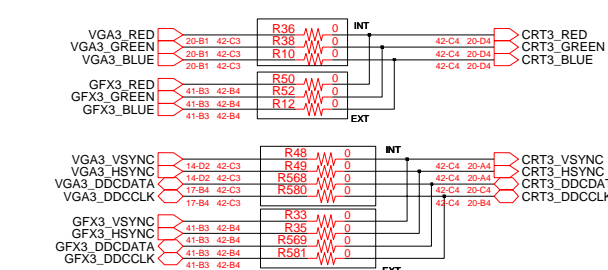 R36 0 INT
VGA3_RED CRT3_RED
20-B1 42-C3 R38 0 42-C4 20-D4
VGA3_GREEN CRT3_GREEN
20-B1 42-C3 R10 0 42-C4 20-D4
VGA3_BLUE CRT3_BLUE
20-B1 42-C3 42-C4 20-D4
R50 0
GFX3_RED
41-B3 42-B4 R52 0
GFX3_GREEN
41-B3 42-B4 R12 0
GFX3_BLUE
41-B3 42-B4 EXT
R48 0 INT
VGA3_VSYNC CRT3_VSYNC
14-D2 42-C3 R49 0 42-C4 20-A4
VGA3_HSYNC CRT3_HSYNC
14-D2 42-C3 R568 0 42-C4 20-A4
VGA3_DDCDATA CRT3_DDCDAT
17-B4 42-C3 R580 0 42-C4 20-C4
VGA3_DDCCLK CRT3_DDCCLK
17-B4 42-C3 42-C4 20-B4
R33 0
GFX3_VSYNC
41-B3 42-B4 R35 0
GFX3_HSYNC
41-B3 42-B4 R569 0
GFX3_DDCDATA
41-B3 42-B4 R581 0
GFX3_DDCCLK
41-B3 42-B4 EXT